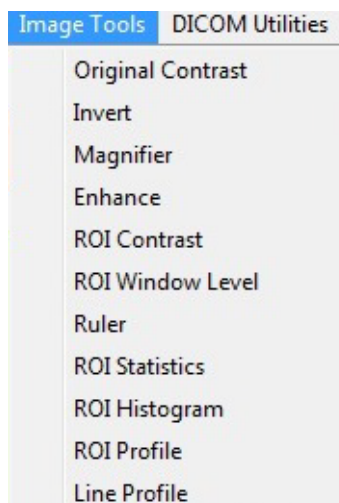 Image Tools DICOM Utilities
Original Contrast
Invert
Magnifier
Enhance
ROI Contrast
ROI Window Level
Ruler
ROI Statistics
ROI Histogram
ROI Profile
Line Profile